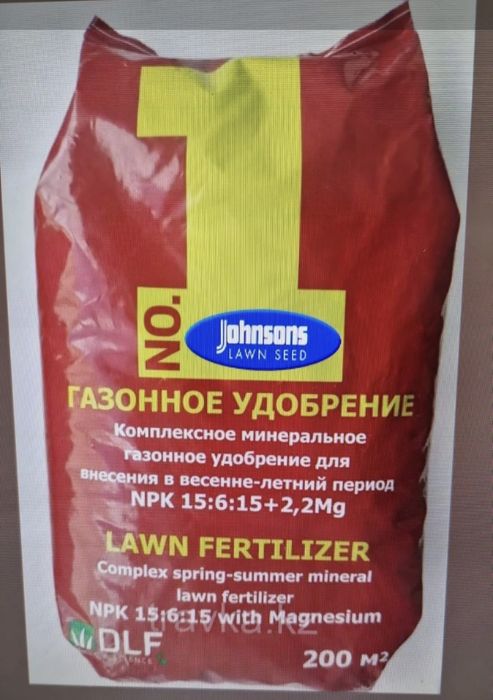 NO. 1
Johnsons
LAWN SEED
ГАЗОННОЕ УДОБРЕНИЕ
Комплексное минеральное
газонное удобрение для
внесения в весенне-летний период
NPK 15:6:15+2,2Mg
LAWN FERTILIZER
Complex spring-summer mineral
lawn fertilizer
NPK 15:6:15 with Magnesium
DLF
200 м²